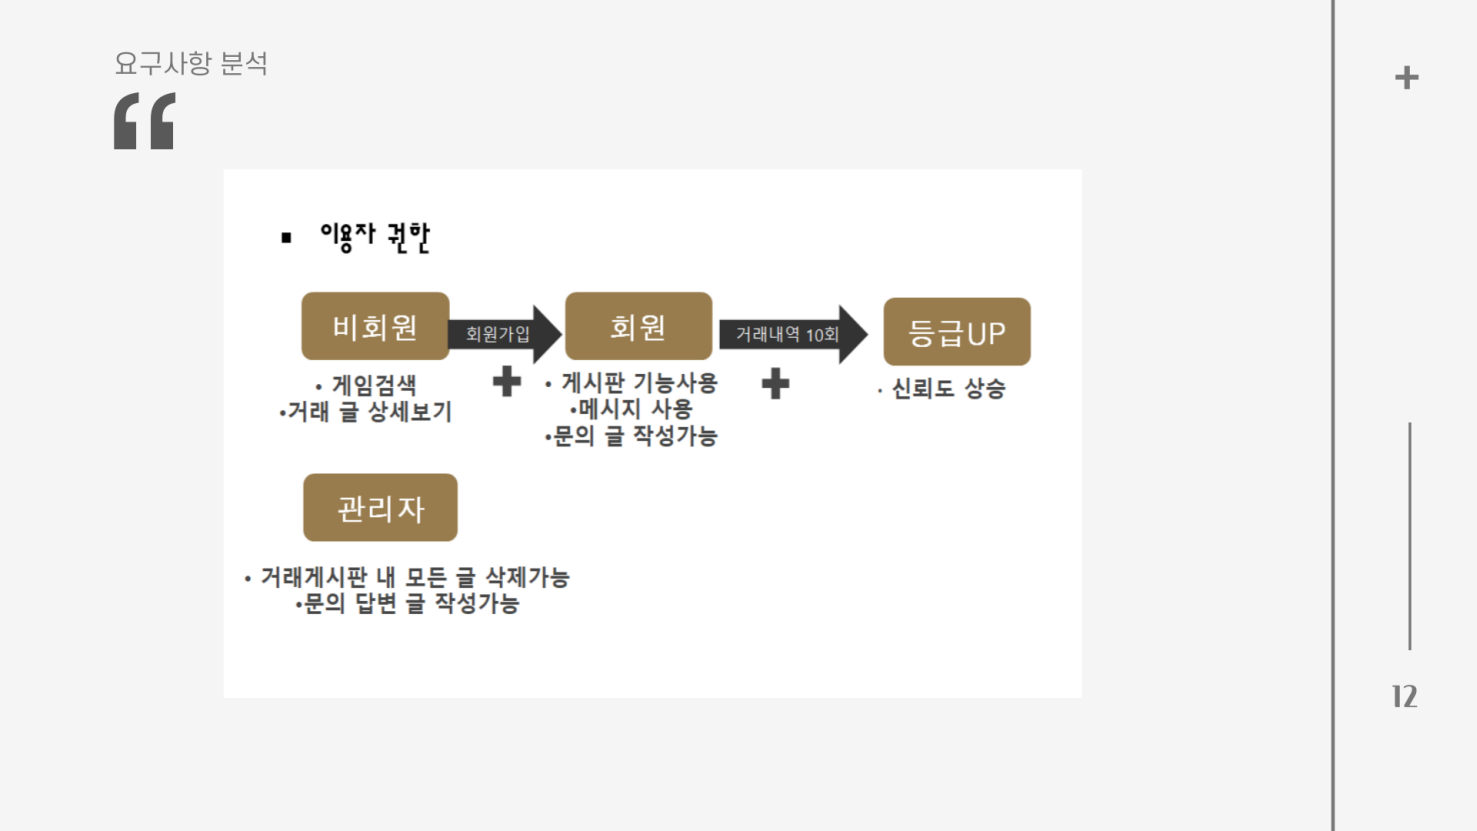 요구사항 분석
“
▪ 이용자 권한
비회원
회원가입
회원
거래내역 10회
등급UP
• 게임검색
•거래 글 상세보기
+
• 게시판 기능사용
•메시지 사용
•문의 글 작성가능
+
· 신뢰도 상승
관리자
• 거래게시판 내 모든 글 삭제가능
•문의 답변 글 작성가능
+
12